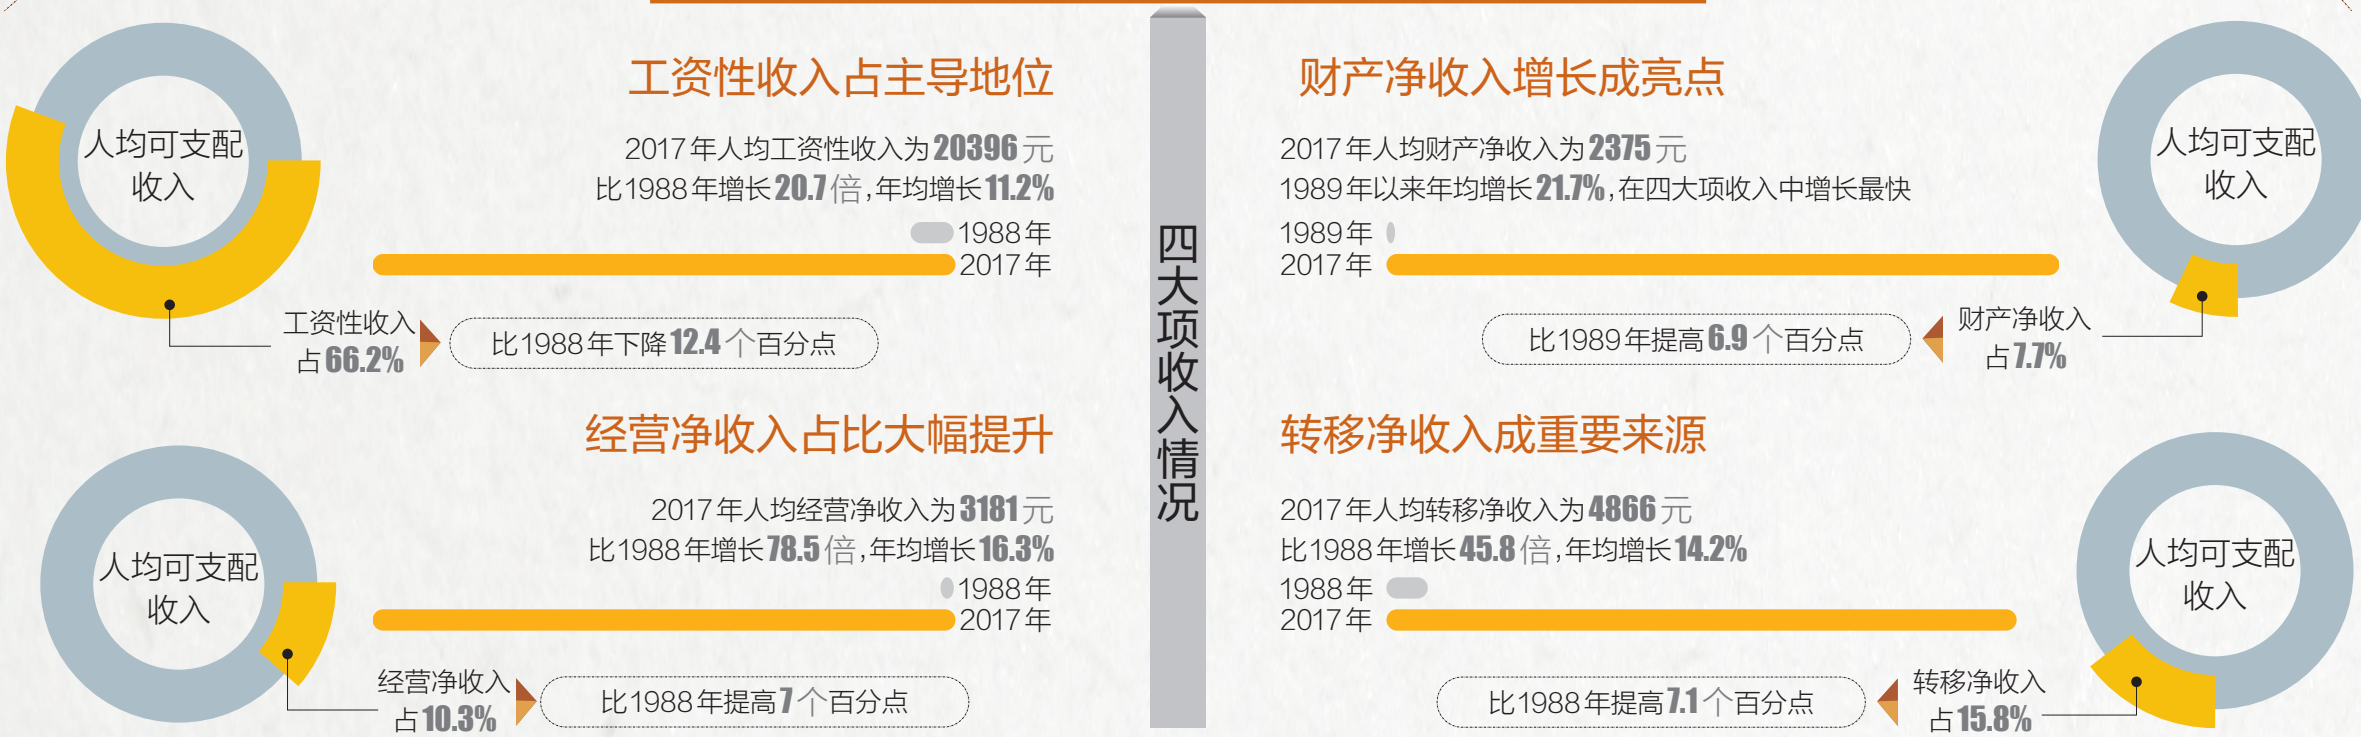 四大项收入情况
工资性收入占主导地位
2017年人均工资性收入为20396元
比1988年增长20.7倍,年均增长11.2%
1988年
2017年
人均可支配
收入
工资性收入
占66.2%
比1988年下降12.4个百分点
财产净收入增长成亮点
2017年人均财产净收入为2375元
1989年以来年均增长21.7%,在四大项收入中增长最快
1989年
2017年
人均可支配
收入
财产净收入
占7.7%
比1989年提高6.9个百分点
经营净收入占比大幅提升
2017年人均经营净收入为3181元
比1988年增长78.5倍,年均增长16.3%
1988年
2017年
人均可支配
收入
经营净收入
占10.3%
比1988年提高7个百分点
转移净收入成重要来源
2017年人均转移净收入为4866元
比1988年增长45.8倍,年均增长14.2%
1988年
2017年
人均可支配
收入
转移净收入
占15.8%
比1988年提高7.1个百分点